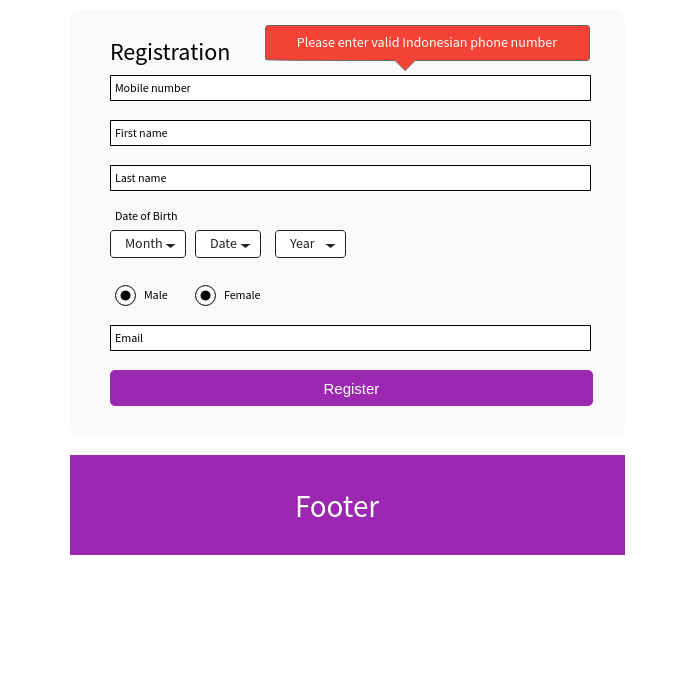 Please enter valid Indonesian phone number
Registration
Mobile number
First name
Last name
Date of Birth
Month Date Year
Male Female
Email
Register
Footer